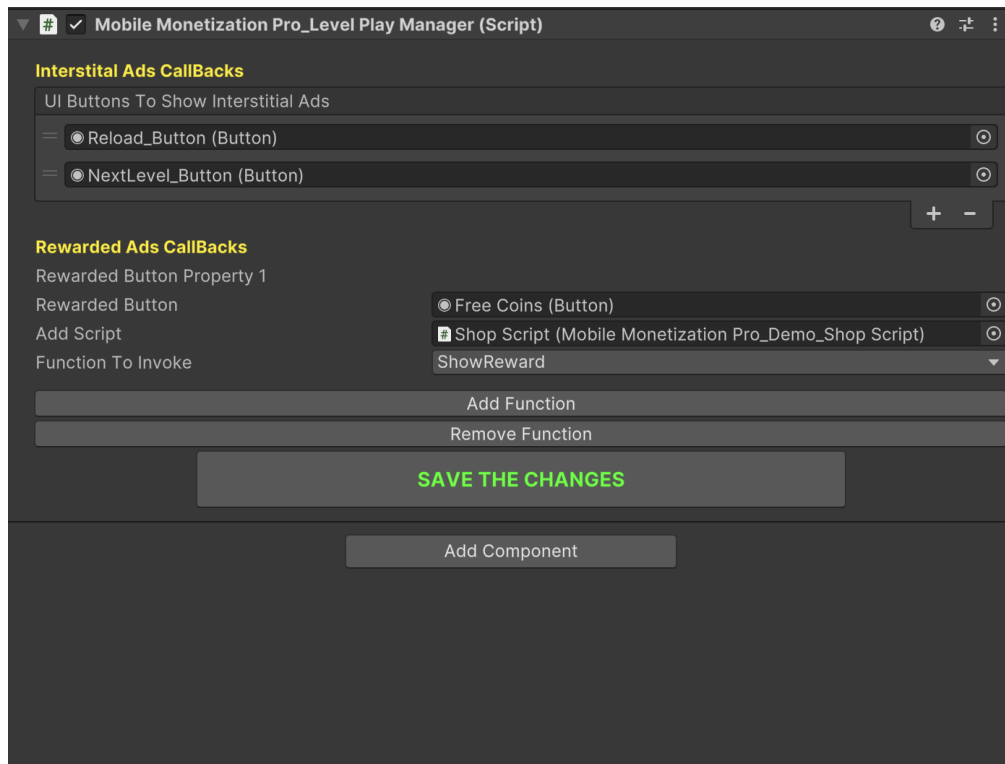 Mobile Monetization Pro_Level Play Manager (Script)
Interstital Ads CallBacks
UI Buttons To Show Interstitial Ads
Reload_Button (Button)
NextLevel_Button (Button)
+ −
Rewarded Ads CallBacks
Rewarded Button Property 1
Rewarded Button Free Coins (Button)
Add Script Shop Script (Mobile Monetization Pro_Demo_Shop Script)
Function To Invoke ShowReward
Add Function
Remove Function
SAVE THE CHANGES
Add Component